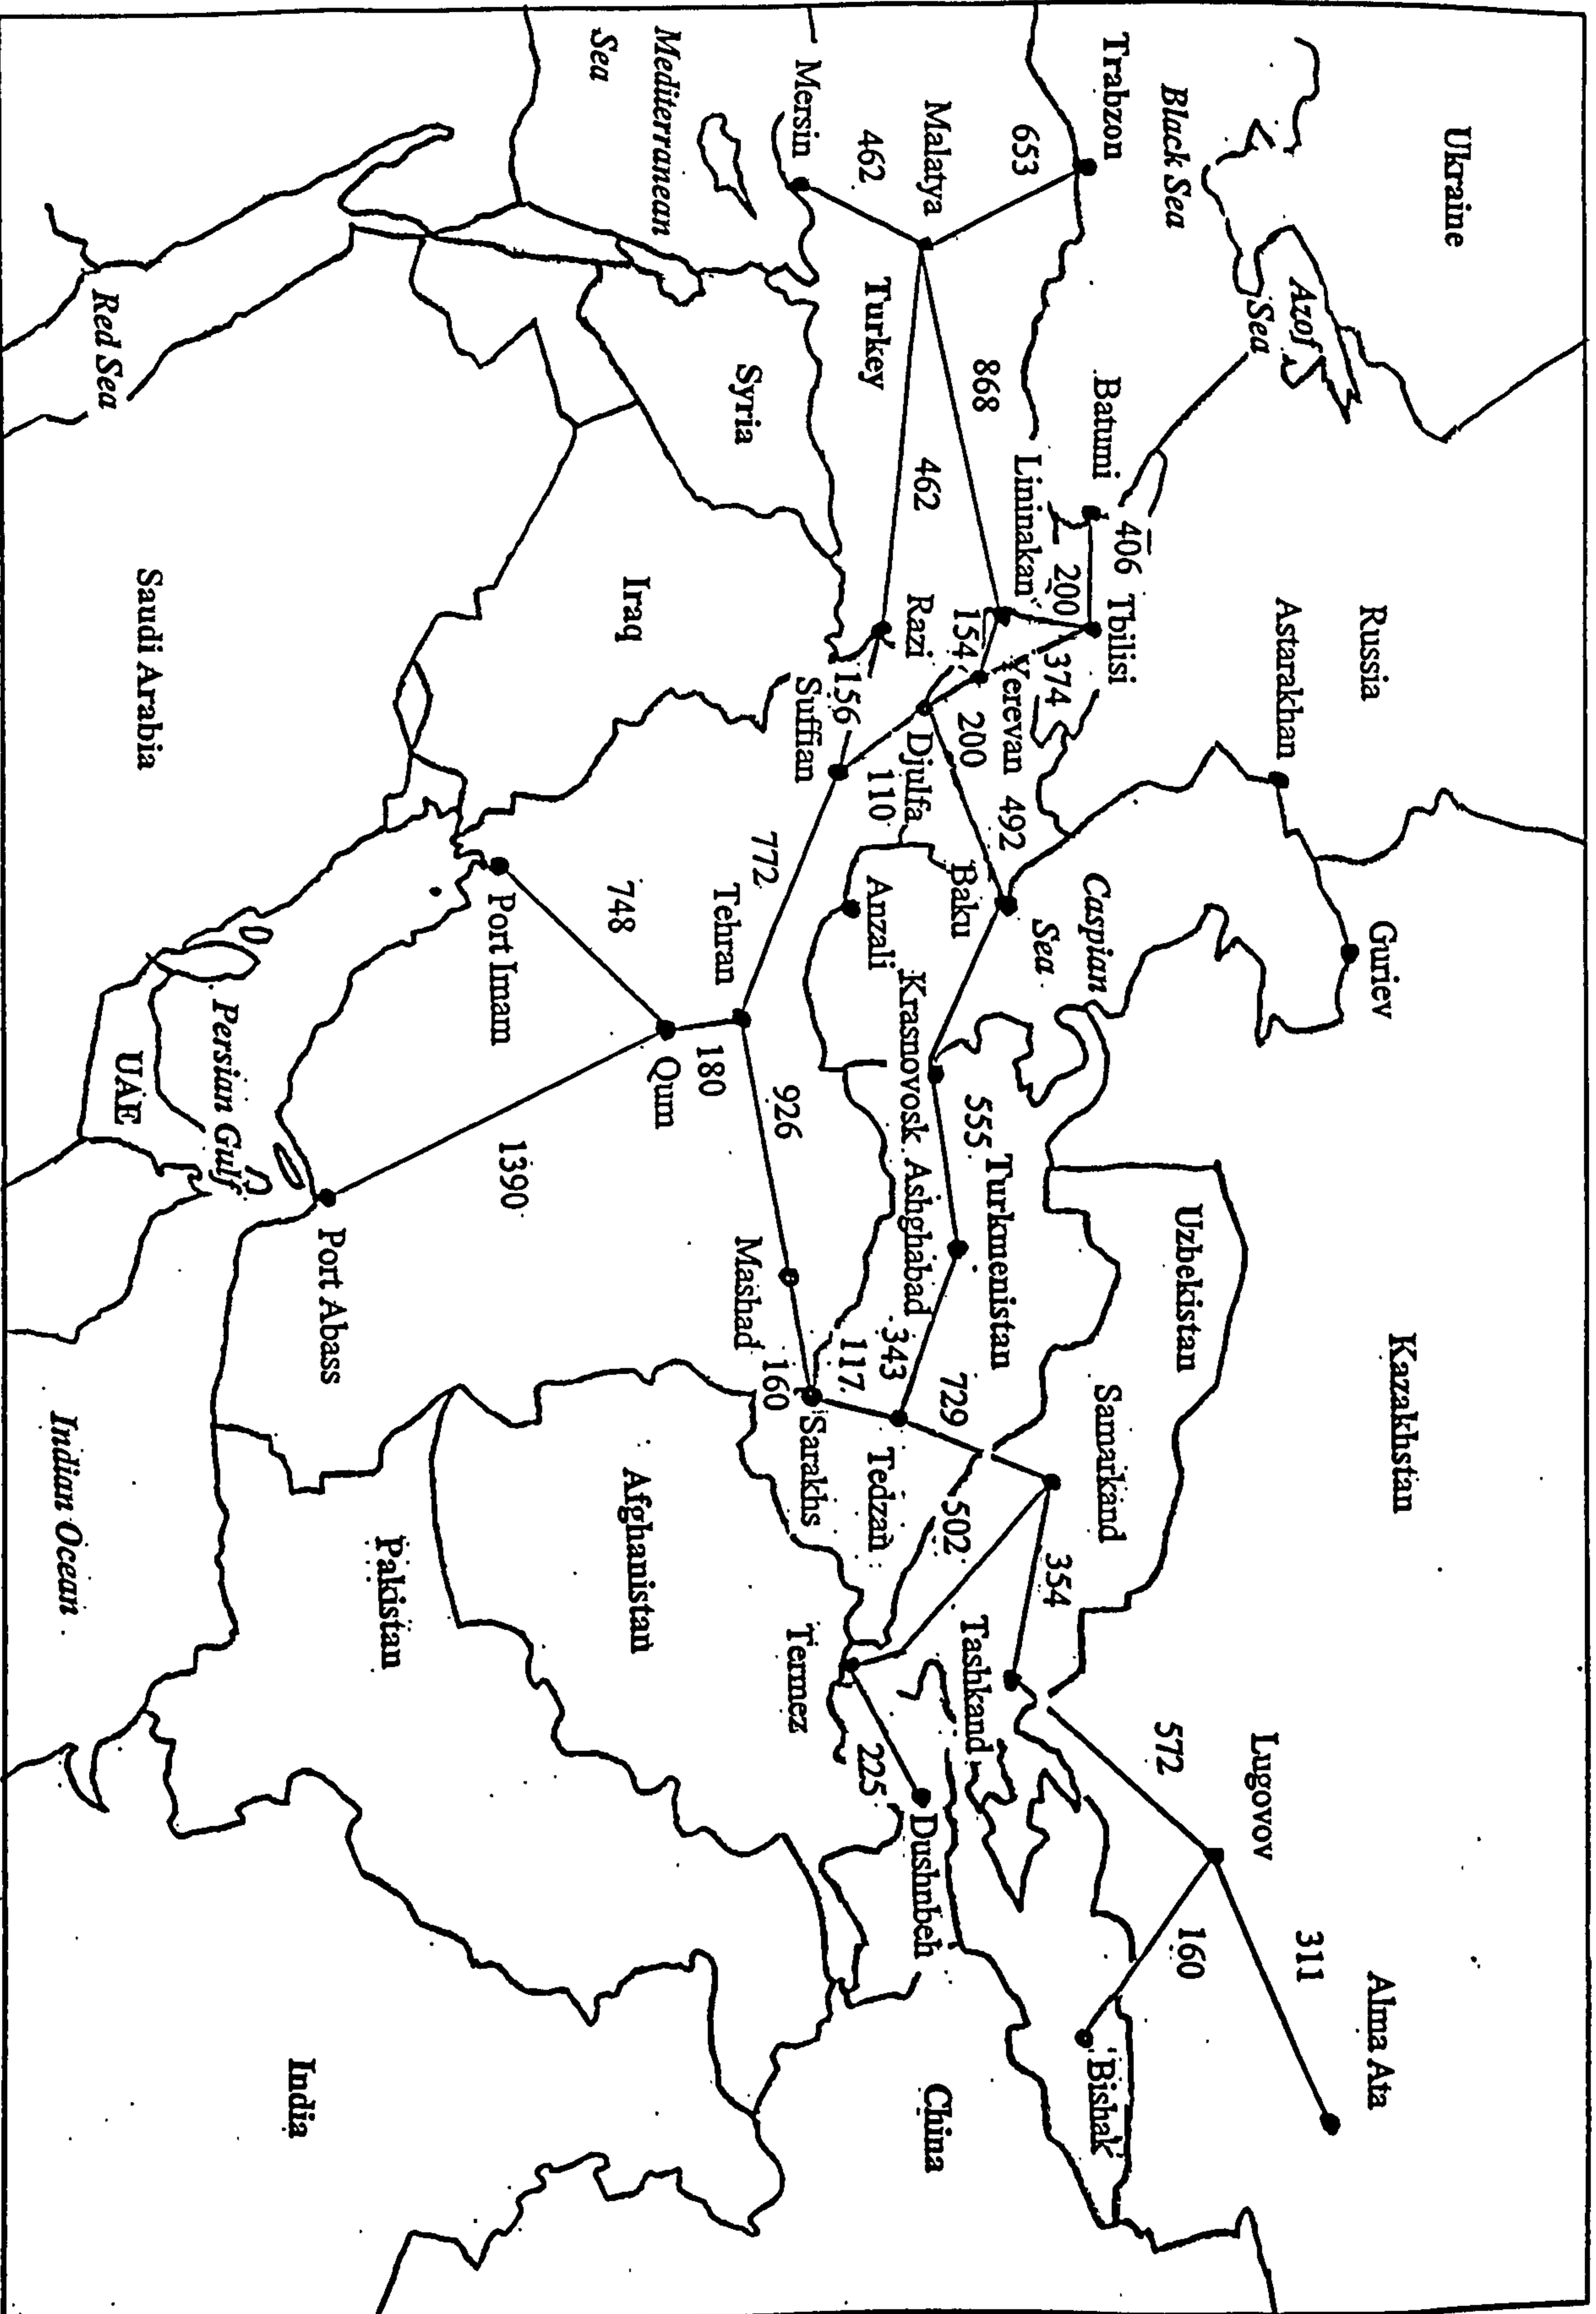 Ukraine
Russia
Kazakhstan
Azof
Sea
Astarakhan
Guriev
Alma Ata
311
Lugovov
Black Sea
Uzbekistan
572
160
Trabzon
Batumi
406
Tbilisi
Caspian
Sea
Samarkand
'Bishak'
653
868
Lininakan
200
374
Yerevan
492
Turkmenistan
354
Malatya
154
200
555
729
502
Tashkand
China
462
Turkey
462
Razi
Djulfa
Baku
Krasnovosk
Ashghabad
343
Tedzan
Dushnbeh
Mersin
156
110
Anzali
117
225
Suffian
Sarakhs
Termez
Mediterranean
Sea
Syria
772
Tehran
926
Mashad
160
Iraq
748
180
Qum
Afghanistan
Port Imam
1390
Pakistan
Port Abass
India
Saudi Arabia
Persian Gulf
UAE
Red Sea
Indian Ocean